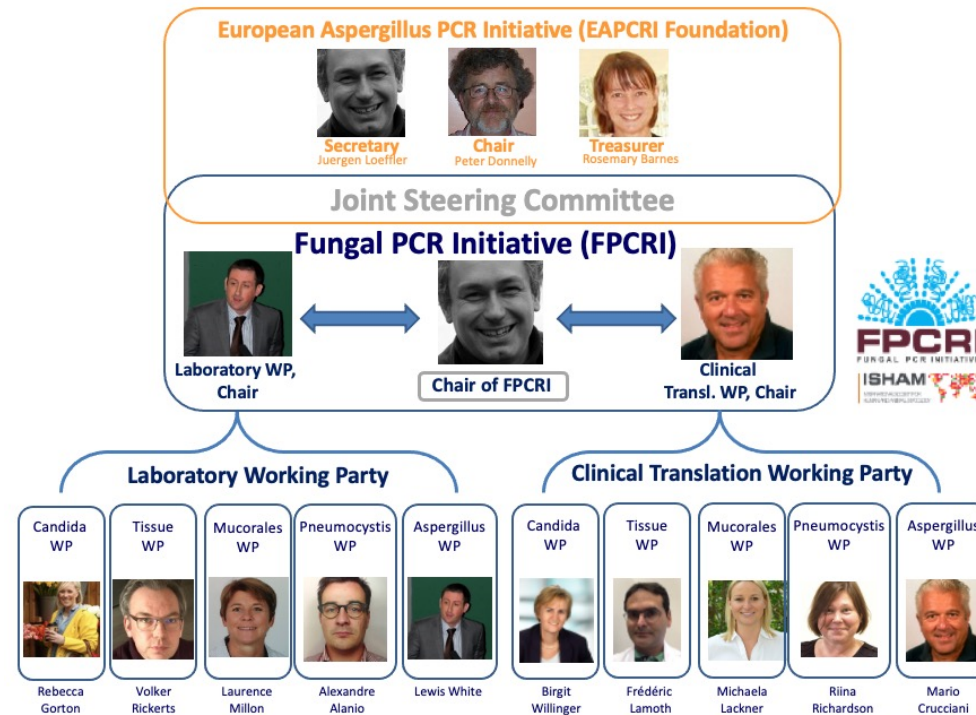 European Aspergillus PCR Initiative (EAPCRI Foundation)
Secretary
Juergen Loeffler
Chair
Peter Donnelly
Treasurer
Rosemary Barnes
Joint Steering Committee
Fungal PCR Initiative (FPCRI)
Laboratory WP,
Chair
Chair of FPCRI
Clinical
Transl. WP, Chair
FPCRI
FUNGAL PCR INITIATIVE
ISHAM
Laboratory Working Party
Clinical Translation Working Party
Candida
WP
Tissue
WP
Mucorales
WP
Pneumocystis
WP
Aspergillus
WP
Candida
WP
Tissue
WP
Mucorales
WP
Pneumocystis
WP
Aspergillus
WP
Rebecca
Gorton
Volker
Rickerts
Laurence
Millon
Alexandre
Alanio
Lewis White
Birgit
Willinger
Frédéric
Lamoth
Michaela
Lackner
Riina
Richardson
Mario
Crucciani